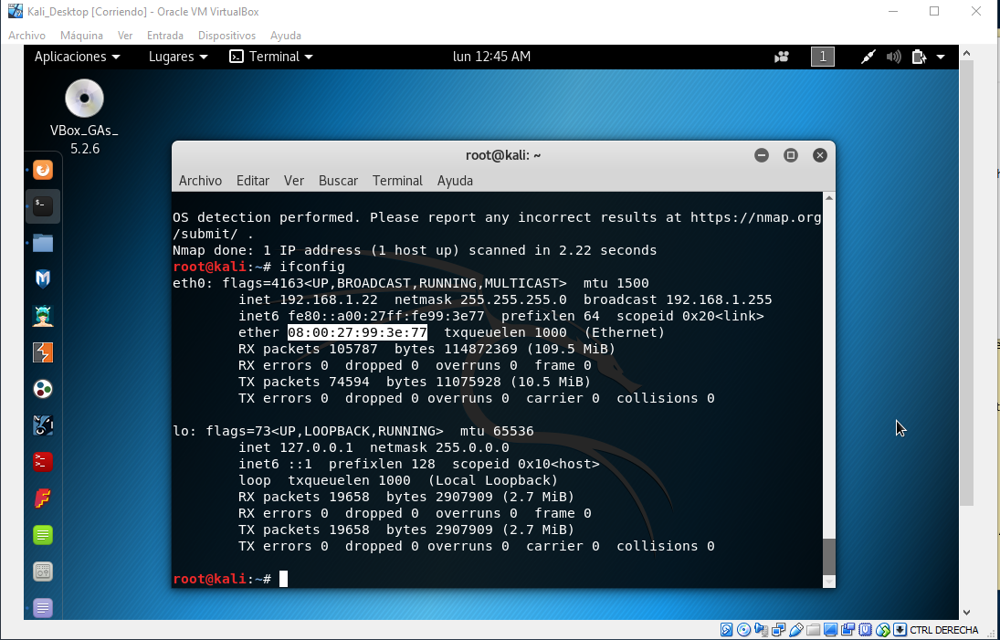 Kali_Desktop [Corriendo] - Oracle VM VirtualBox
Archivo Máquina Ver Entrada Dispositivos Ayuda
Aplicaciones Lugares Terminal lun 12:45 AM 1
VBox_GAs_
5.2.6
root@kali: ~
Archivo Editar Ver Buscar Terminal Ayuda
OS detection performed. Please report any incorrect results at https://nmap.org
/submit/ .
Nmap done: 1 IP address (1 host up) scanned in 2.22 seconds
root@kali:~# ifconfig
eth0: flags=4163<UP,BROADCAST,RUNNING,MULTICAST>  mtu 1500
        inet 192.168.1.22  netmask 255.255.255.0  broadcast 192.168.1.255
        inet6 fe80::a00:27ff:fe99:3e77  prefixlen 64  scopeid 0x20<link>
        ether 08:00:27:99:3e:77  txqueuelen 1000  (Ethernet)
        RX packets 105787  bytes 114872369 (109.5 MiB)
        RX errors 0  dropped 0  overruns 0  frame 0
        TX packets 74594  bytes 11075928 (10.5 MiB)
        TX errors 0  dropped 0 overruns 0  carrier 0  collisions 0
lo: flags=73<UP,LOOPBACK,RUNNING>  mtu 65536
        inet 127.0.0.1  netmask 255.0.0.0
        inet6 ::1  prefixlen 128  scopeid 0x10<host>
        loop  txqueuelen 1000  (Local Loopback)
        RX packets 19658  bytes 2907909 (2.7 MiB)
        RX errors 0  dropped 0  overruns 0  frame 0
        TX packets 19658  bytes 2907909 (2.7 MiB)
        TX errors 0  dropped 0 overruns 0  carrier 0  collisions 0
root@kali:~#
CTRL DERECHA